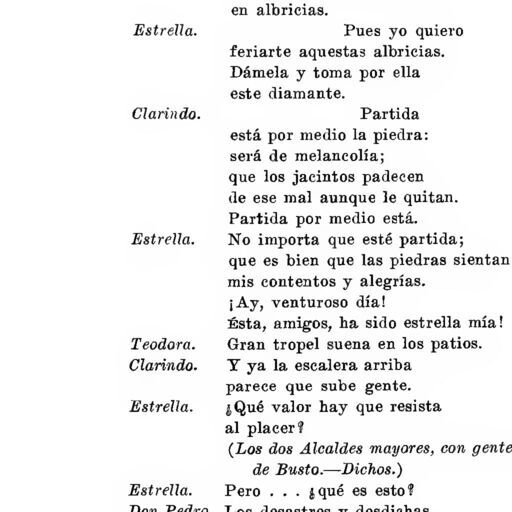 en albricias.
Estrella. Pues yo quiero
feriarte aquestas albricias.
Dámela y toma por ella
este diamante.
Clarindo. Partida
está por medio la piedra:
será de melancolía;
que los jacintos padecen
de ese mal aunque le quitan.
Partida por medio está.
Estrella. No importa que esté partida;
que es bien que las piedras sientan
mis contentos y alegrías.
¡Ay, venturoso día!
Ésta, amigos, ha sido estrella mía!
Teodora. Gran tropel suena en los patios.
Clarindo. Y ya la escalera arriba
parece que sube gente.
Estrella. ¿Qué valor hay que resista
al placer?
(Los dos Alcaldes mayores, con gente
de Busto.—Dichos.)
Estrella. Pero . . . ¿qué es esto?
Don Pedro. Los desastres y desdichas